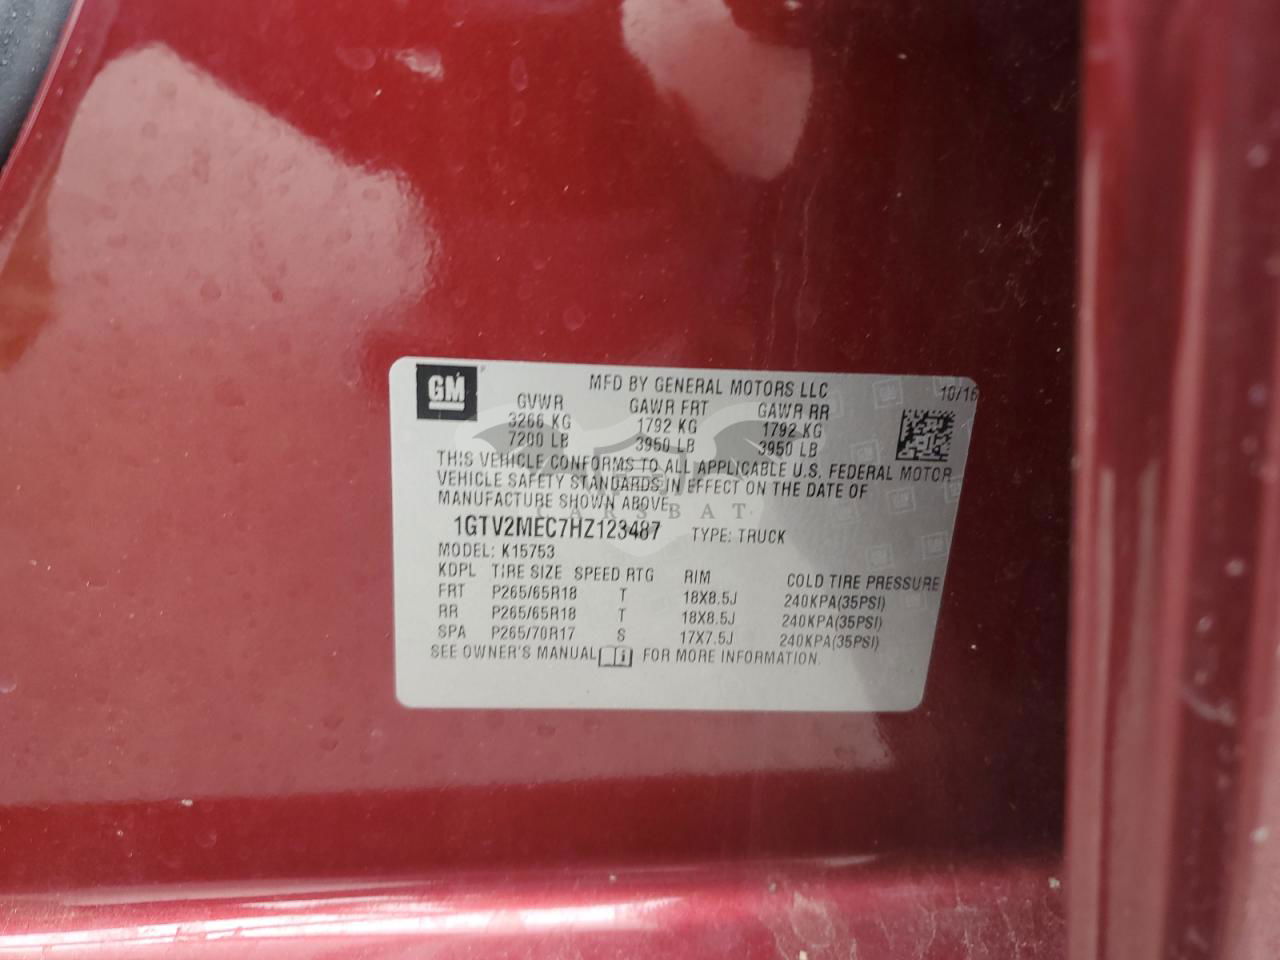 GM
MFD BY GENERAL MOTORS LLC 10/16
GVWR GAWR FRT GAWR RR
3266 KG 1792 KG 1792 KG
7200 LB 3950 LB 3950 LB
THIS VEHICLE CONFORMS TO ALL APPLICABLE U.S. FEDERAL MOTOR
VEHICLE SAFETY STANDARDS IN EFFECT ON THE DATE OF
MANUFACTURE SHOWN ABOVE.
CARSBAT
1GTV2MEC7HZ123487 TYPE: TRUCK
MODEL: K15753
KDPL TIRE SIZE SPEED RTG RIM COLD TIRE PRESSURE
FRT P265/65R18 T 18X8.5J 240KPA(35PSI)
RR P265/65R18 T 18X8.5J 240KPA(35PSI)
SPA P265/70R17 S 17X7.5J 240KPA(35PSI)
SEE OWNER'S MANUAL i FOR MORE INFORMATION.